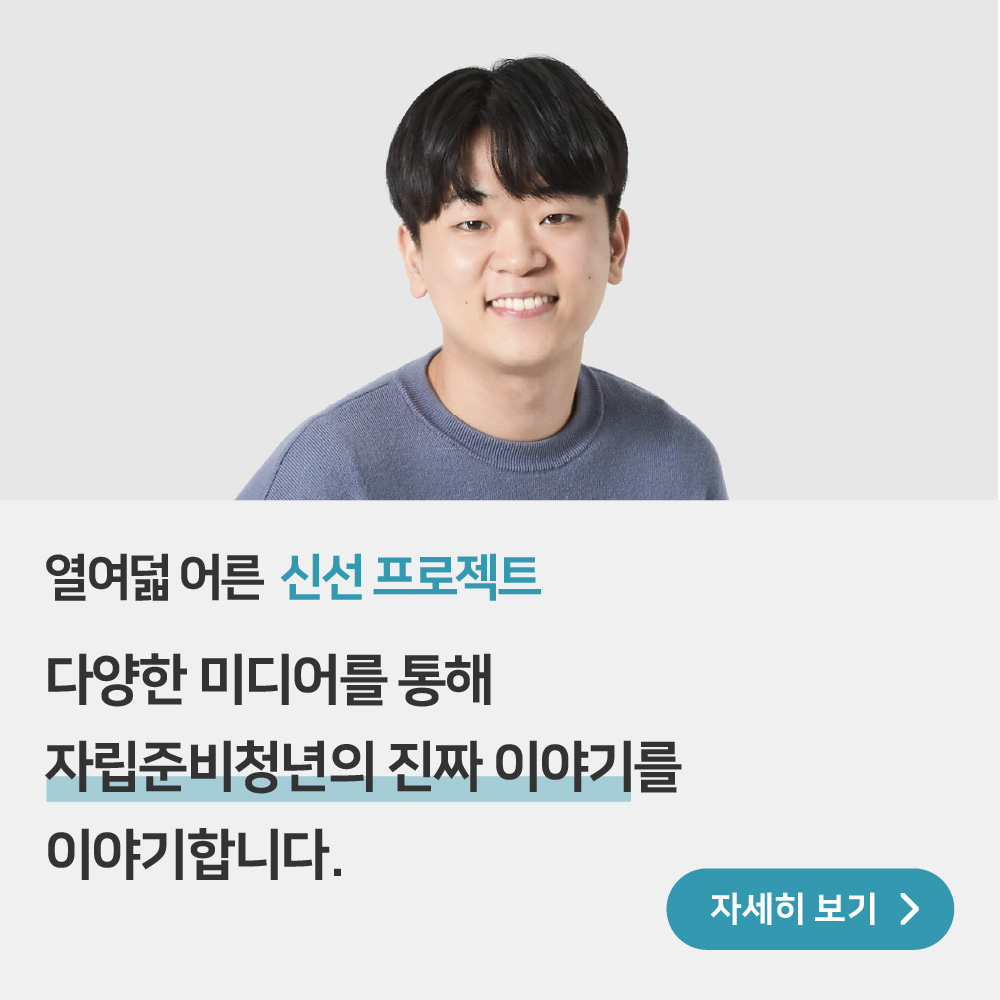 열여덟 어른 신선 프로젝트
다양한 미디어를 통해
자립준비청년의 진짜 이야기를
이야기합니다.
자세히 보기